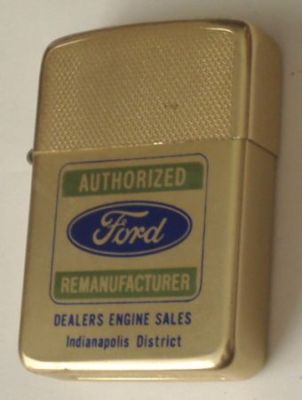 AUTHORIZED
Ford
REMANUFACTURER
DEALERS ENGINE SALES
Indianapolis District